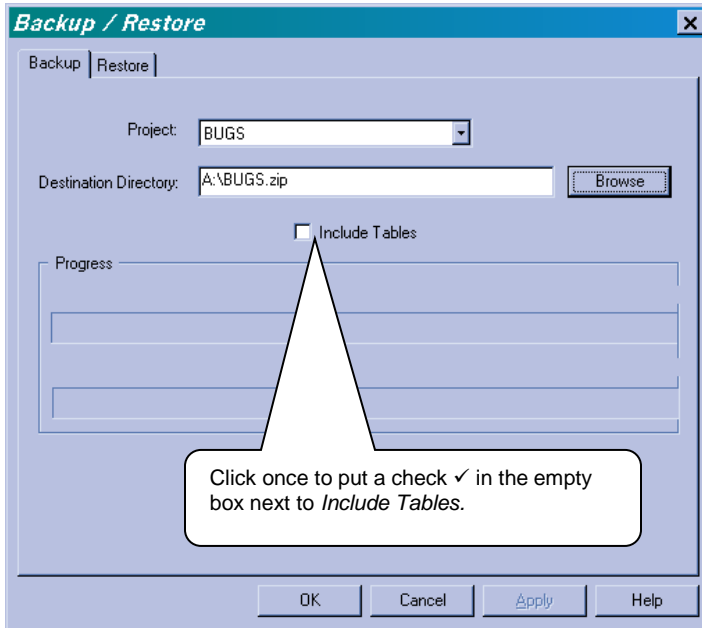 Backup / Restore
Backup Restore
Project: BUGS
Destination Directory: A:\BUGS.zip Browse
Include Tables
Progress
Click once to put a check ✓ in the empty
box next to Include Tables.
OK Cancel Apply Help